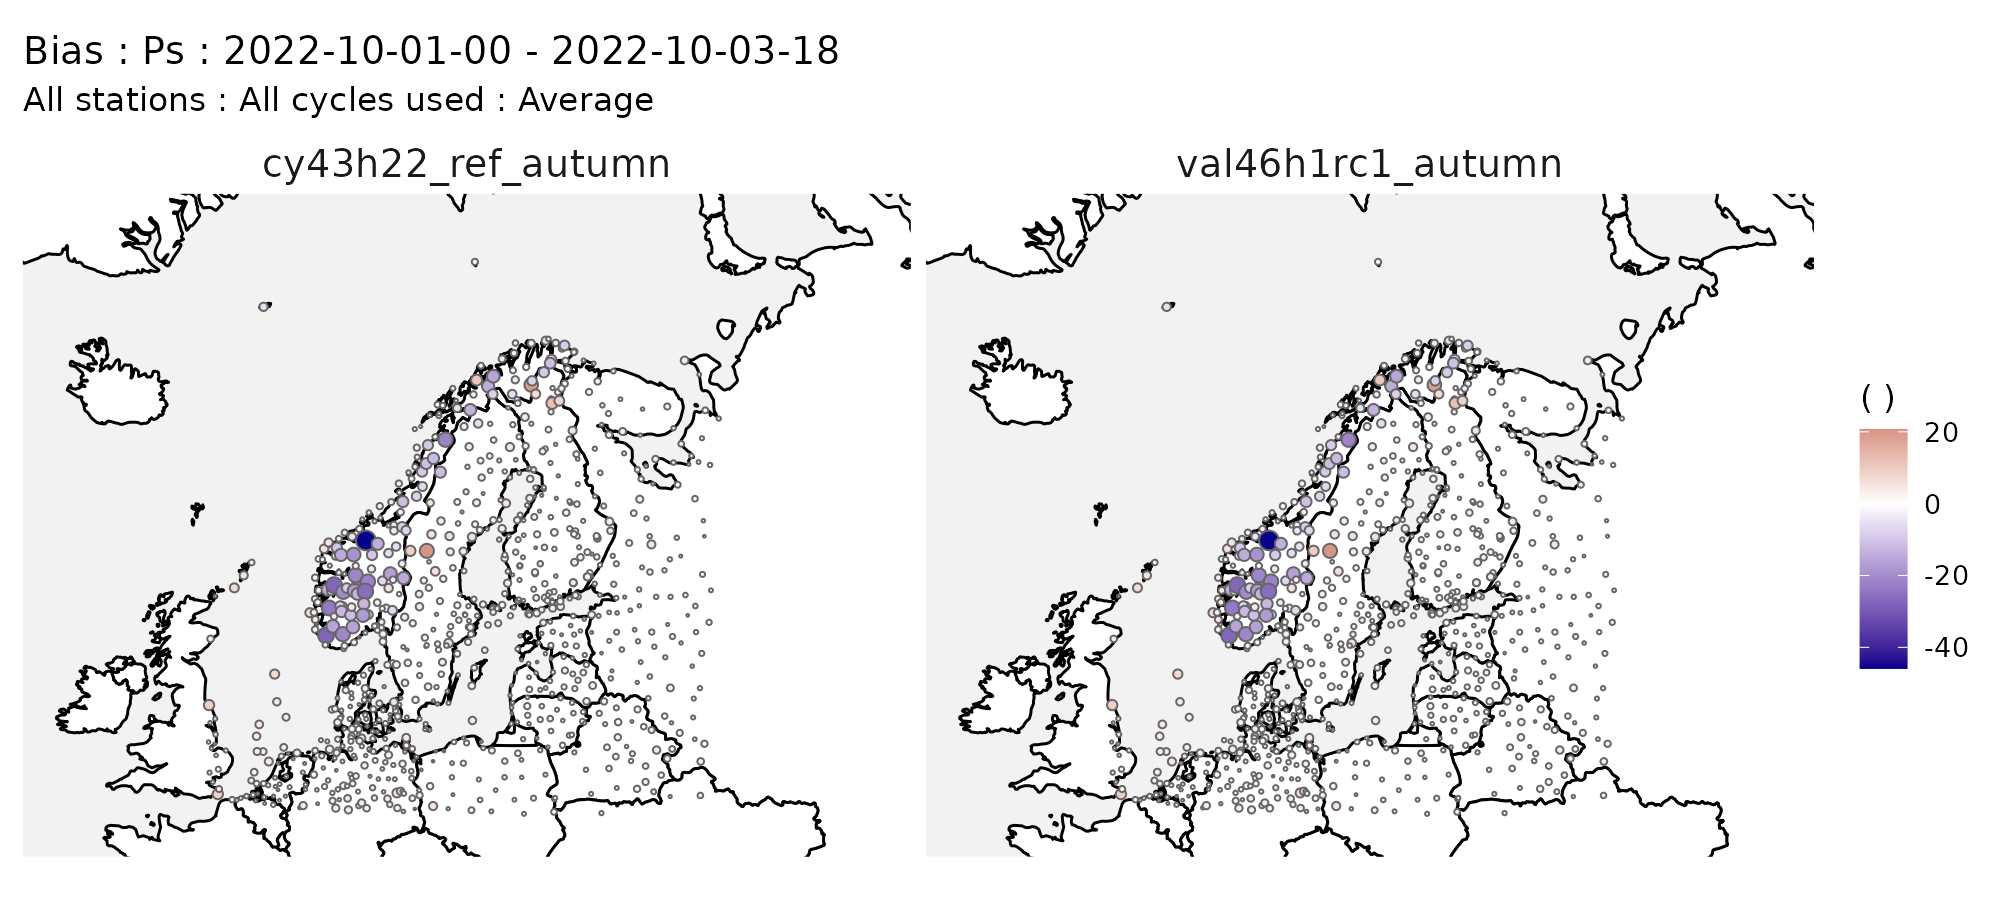 Bias : Ps : 2022-10-01-00 - 2022-10-03-18
All stations : All cycles used : Average
cy43h22_ref_autumn
val46h1rc1_autumn
( )
20
0
-20
-40